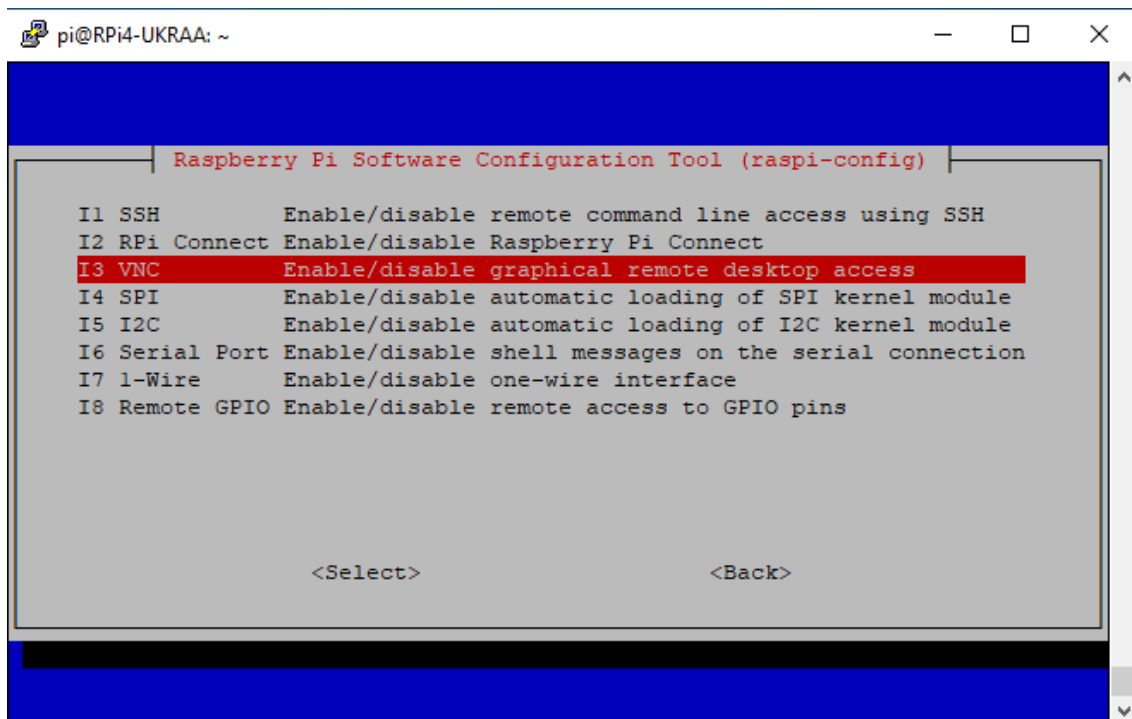 pi@RPi4-UKRAA: ~
Raspberry Pi Software Configuration Tool (raspi-config)
I1 SSH Enable/disable remote command line access using SSH
I2 RPi Connect Enable/disable Raspberry Pi Connect
I3 VNC Enable/disable graphical remote desktop access
I4 SPI Enable/disable automatic loading of SPI kernel module
I5 I2C Enable/disable automatic loading of I2C kernel module
I6 Serial Port Enable/disable shell messages on the serial connection
I7 1-Wire Enable/disable one-wire interface
I8 Remote GPIO Enable/disable remote access to GPIO pins
<Select> <Back>